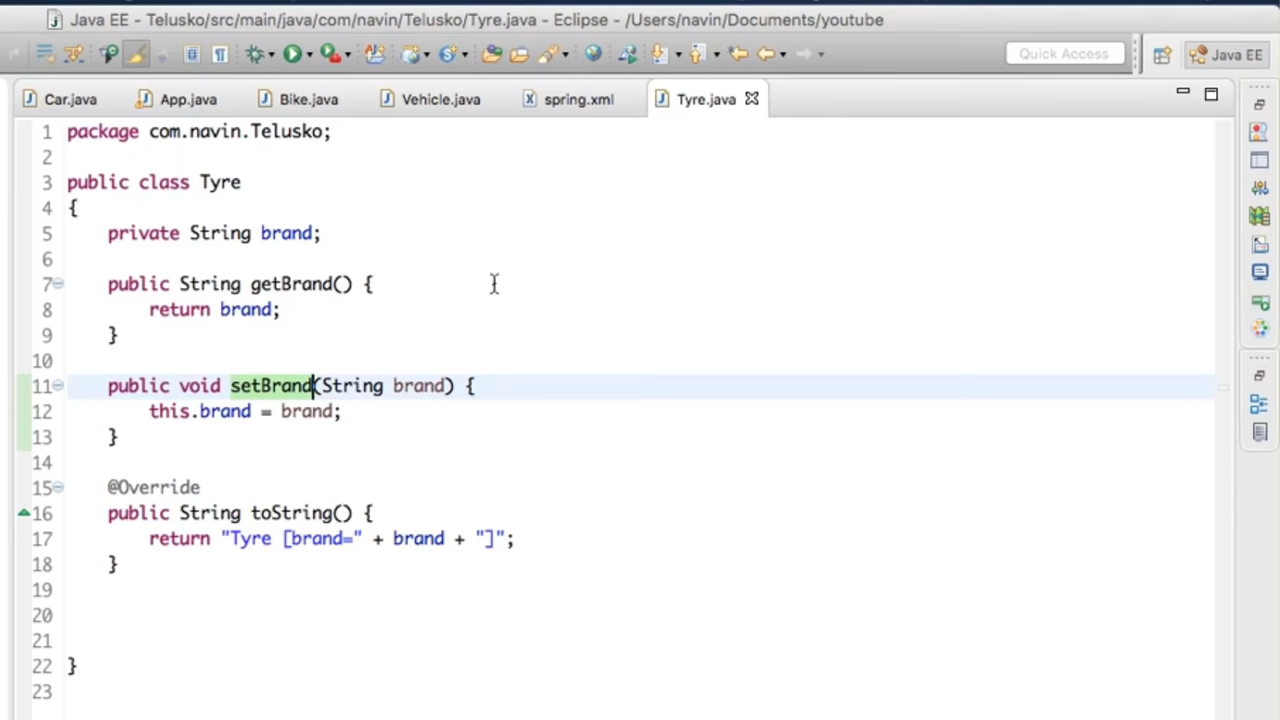 Java EE - Telusko/src/main/java/com/navin/Telusko/Tyre.java - Eclipse - /Users/navin/Documents/youtube
Quick Access
Java EE
Car.java
App.java
Bike.java
Vehicle.java
spring.xml
Tyre.java
1 package com.navin.Telusko;
2
3 public class Tyre
4 {
5 private String brand;
6
7 public String getBrand() {
8 return brand;
9 }
10
11 public void setBrand(String brand) {
12 this.brand = brand;
13 }
14
15 @Override
16 public String toString() {
17 return "Tyre [brand=" + brand + "]";
18 }
19
20
21
22 }
23